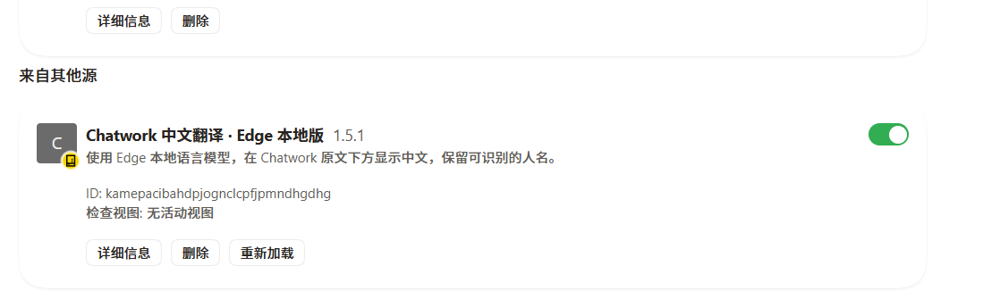 详细信息 删除
来自其他源
C
Chatwork 中文翻译 · Edge 本地版 1.5.1
使用 Edge 本地语言模型，在 Chatwork 原文下方显示中文，保留可识别的人名。
ID: kamepacibahdpjognclcpfjpmndhgdhg
检查视图: 无活动视图
详细信息 删除 重新加载